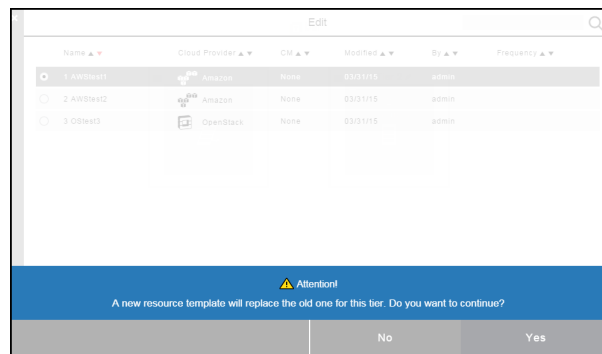 x
Edit
Name ▲ ▼ Cloud Provider ▲ ▼ CM ▲ ▼ Modified ▲ ▼ By ▲ ▼ Frequency ▲ ▼
1 AWStest1 Amazon None 03/31/15 admin
2 AWStest2 Amazon None 03/31/15 admin
3 OStest3 OpenStack None 03/31/15 admin
Attention!
A new resource template will replace the old one for this tier. Do you want to continue?
No Yes